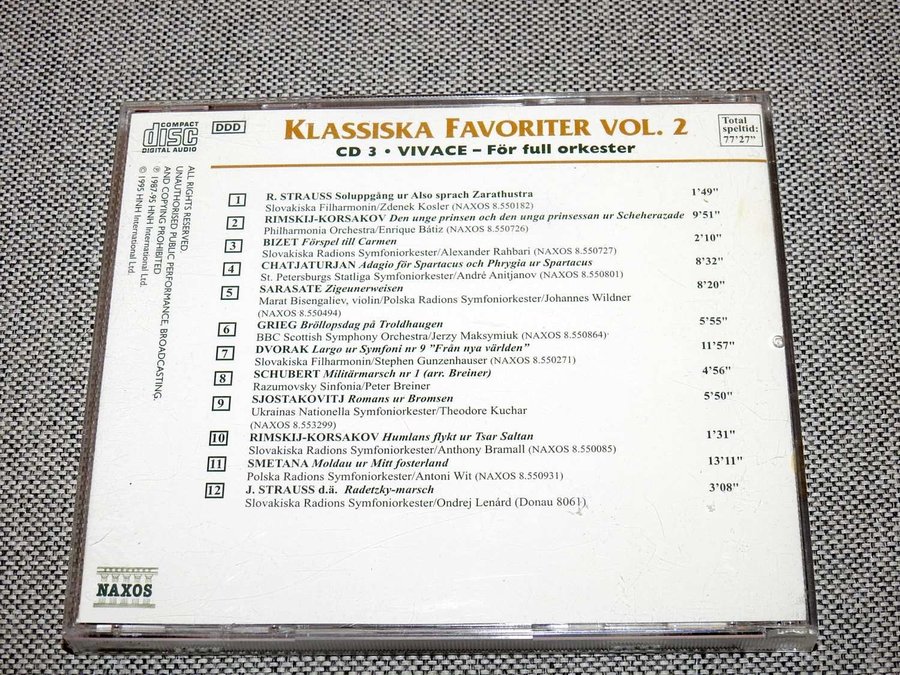 COMPACT
disc
DIGITAL AUDIO
DDD
KLASSISKA FAVORITER VOL. 2
CD 3 • VIVACE – För full orkester
Total
speltid:
77'27"
1 R. STRAUSS Soluppgång ur Also sprach Zarathustra 1'49"
Slovakiska Filharmonin/Zdenek Kosler (NAXOS 8.550182)
2 RIMSKIJ-KORSAKOV Den unge prinsen och den unga prinsessan ur Scheherazade 9'51"
Philharmonia Orchestra/Enrique Bátiz (NAXOS 8.550726)
3 BIZET Förspel till Carmen 2'10"
Slovakiska Radions Symfoniorkester/Alexander Rahbari (NAXOS 8.550727)
4 CHATJATURJAN Adagio för Spartacus och Phrygia ur Spartacus 8'32"
St. Petersburgs Statliga Symfoniorkester/André Anitjanov (NAXOS 8.550801)
5 SARASATE Zigeunerweisen 8'20"
Marat Bisengaliev, violin/Polska Radions Symfoniorkester/Johannes Wildner
(NAXOS 8.550494)
6 GRIEG Bröllopsdag på Troldhaugen 5'55"
BBC Scottish Symphony Orchestra/Jerzy Maksymiuk (NAXOS 8.550864)
7 DVORAK Largo ur Symfoni nr 9 "Från nya världen" 11'57"
Slovakiska Filharmonin/Stephen Gunzenhauser (NAXOS 8.550271)
8 SCHUBERT Militärmarsch nr 1 (arr. Breiner) 4'56"
Razumovsky Sinfonia/Peter Breiner
9 SJOSTAKOVITJ Romans ur Bromsen 5'50"
Ukrainas Nationella Symfoniorkester/Theodore Kuchar
(NAXOS 8.553299)
10 RIMSKIJ-KORSAKOV Humlans flykt ur Tsar Saltan 1'31"
Slovakiska Radions Symfoniorkester/Anthony Bramall (NAXOS 8.550085)
11 SMETANA Moldau ur Mitt fosterland 13'11"
Polska Radions Symfoniorkester/Antoni Wit (NAXOS 8.550931)
12 J. STRAUSS d.ä. Radetzky-marsch 3'08"
Slovakiska Radions Symfoniorkester/Ondrej Lenárd (Donau 8061)
ALL RIGHTS RESERVED.
UNAUTHORISED PUBLIC PERFORMANCE, BROADCASTING,
AND COPYING PROHIBITED
℗ 1987-95 HNH International Ltd.
© 1995 HNH International Ltd.
NAXOS